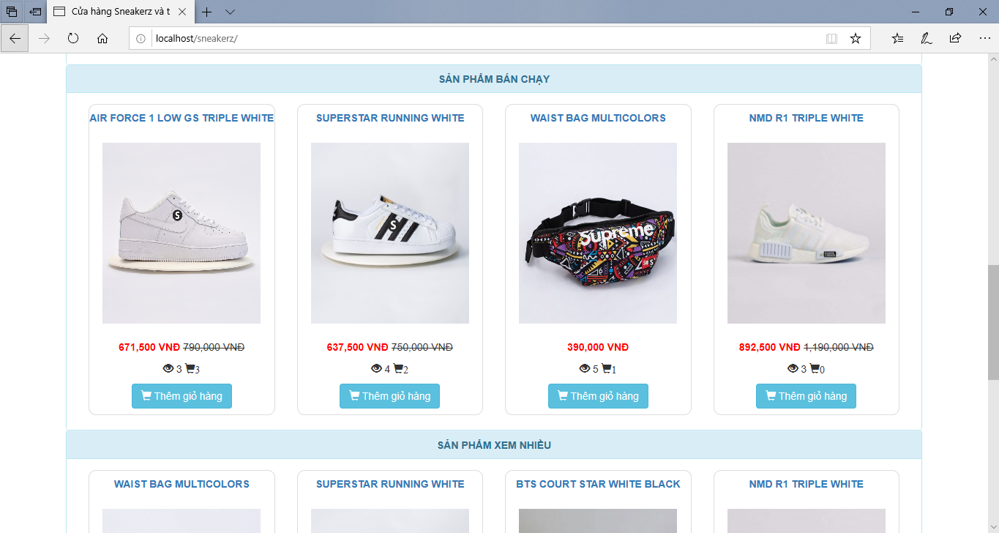 Cửa hàng Sneakerz và t
localhost/sneakerz/
SẢN PHẨM BÁN CHẠY
AIR FORCE 1 LOW GS TRIPLE WHITE
SUPERSTAR RUNNING WHITE
WAIST BAG MULTICOLORS
NMD R1 TRIPLE WHITE
S
S
Supreme
S
671,500 VNĐ 790,000 VNĐ
637,500 VNĐ 750,000 VNĐ
390,000 VNĐ
892,500 VNĐ 1,190,000 VNĐ
3 3
4 2
5 1
3 0
Thêm giỏ hàng
Thêm giỏ hàng
Thêm giỏ hàng
Thêm giỏ hàng
SẢN PHẨM XEM NHIỀU
WAIST BAG MULTICOLORS
SUPERSTAR RUNNING WHITE
BTS COURT STAR WHITE BLACK
NMD R1 TRIPLE WHITE